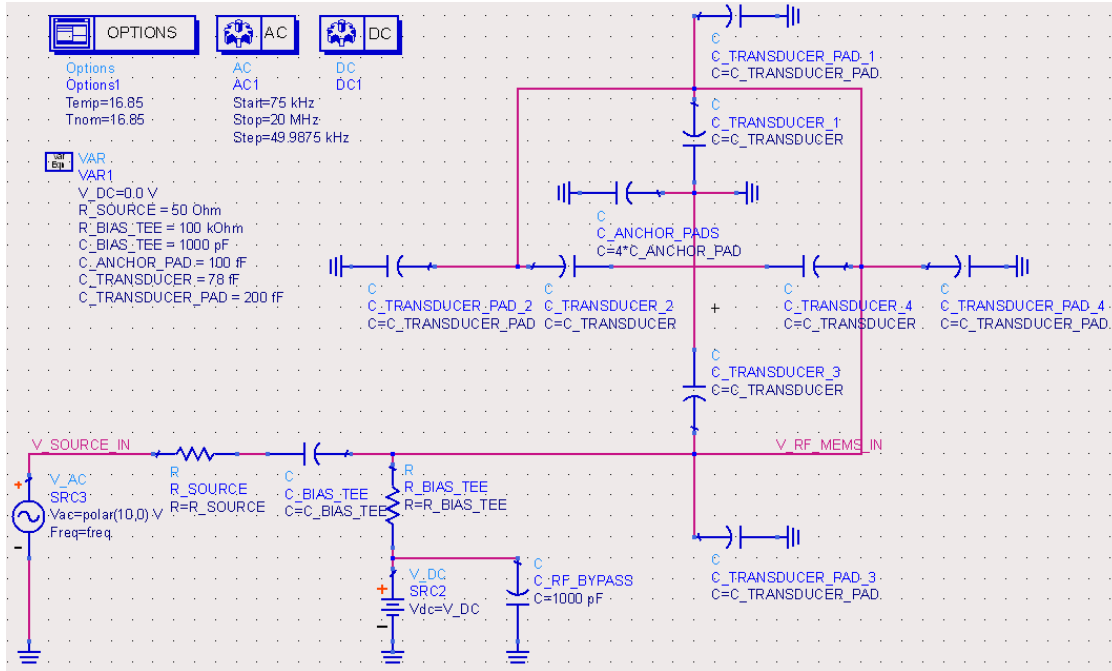 OPTIONS
AC
DC
Options
Options1
Temp=16.85
Tnom=16.85
AC
AC1
Start=75 kHz
Stop=20 MHz
Step=49.9875 kHz
DC
DC1
Var
Eqn
VAR
VAR1
V_DC=0.0 V
R_SOURCE = 50 Ohm
R_BIAS_TEE = 100 kOhm
C_BIAS_TEE = 1000 pF
C_ANCHOR_PAD = 100 fF
C_TRANSDUCER = 78 fF
C_TRANSDUCER_PAD = 200 fF
C
C_TRANSDUCER_PAD_1
C=C_TRANSDUCER_PAD
C
C_TRANSDUCER_1
C=C_TRANSDUCER
C
C_ANCHOR_PADS
C=4*C_ANCHOR_PAD
C
C_TRANSDUCER_PAD_2
C=C_TRANSDUCER_PAD
C
C_TRANSDUCER_2
C=C_TRANSDUCER
C
C_TRANSDUCER_4
C=C_TRANSDUCER
C
C_TRANSDUCER_PAD_4
C=C_TRANSDUCER_PAD
C
C_TRANSDUCER_3
C=C_TRANSDUCER
V_SOURCE_IN
V_RF_MEMS_IN
+
V_AC
SRC3
Vac=polar(10,0) V
Freq=freq
-
R
R_SOURCE
R=R_SOURCE
C
C_BIAS_TEE
C=C_BIAS_TEE
R
R_BIAS_TEE
R=R_BIAS_TEE
+
V_DC
SRC2
Vdc=V_DC
-
C
C_RF_BYPASS
C=1000 pF
C
C_TRANSDUCER_PAD_3
C=C_TRANSDUCER_PAD